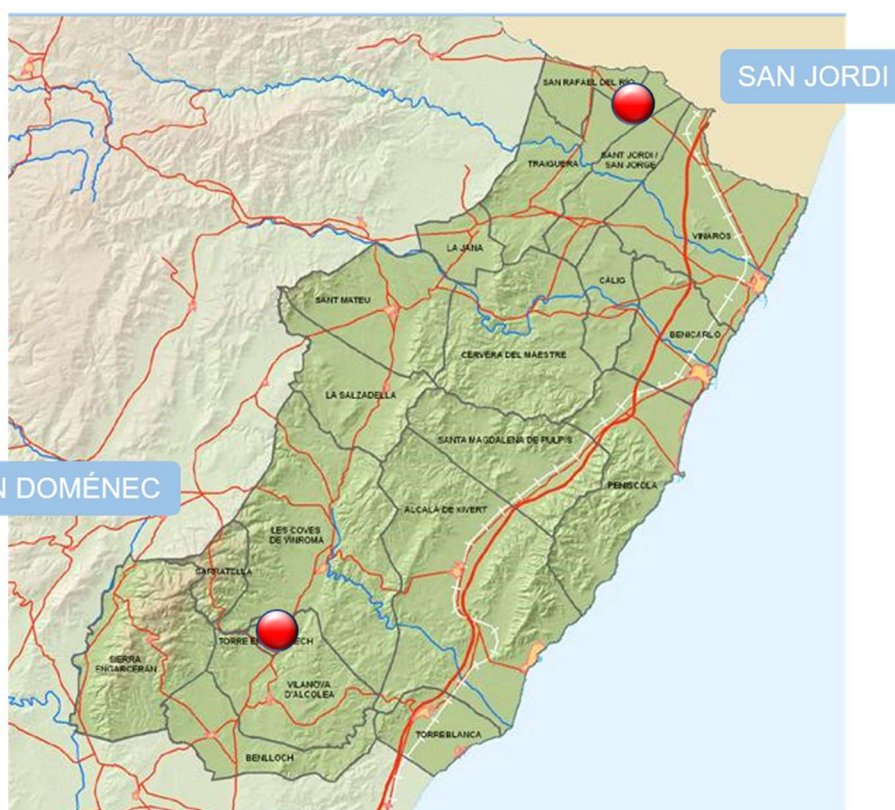 SAN JORDI
SAN RAFAEL DEL RIO
TRAIGUERA
SANT JORDI /
SAN JORGE
VINARÒS
LA JANA
CÀLIG
SANT MATEU
BENICARLÓ
CERVERA DEL MAESTRE
LA SALZADELLA
SANTA MAGDALENA DE PULPIS
PENISCOLA
N DOMÉNEC
ALCALÀ DE XIVERT
LES COVES
DE VINROMA
SARRATELLA
TORRE
SIERRA
ENGARCERÁN
VILANOVA
D'ALCOLEA
TORREBLANCA
BENLLOCH